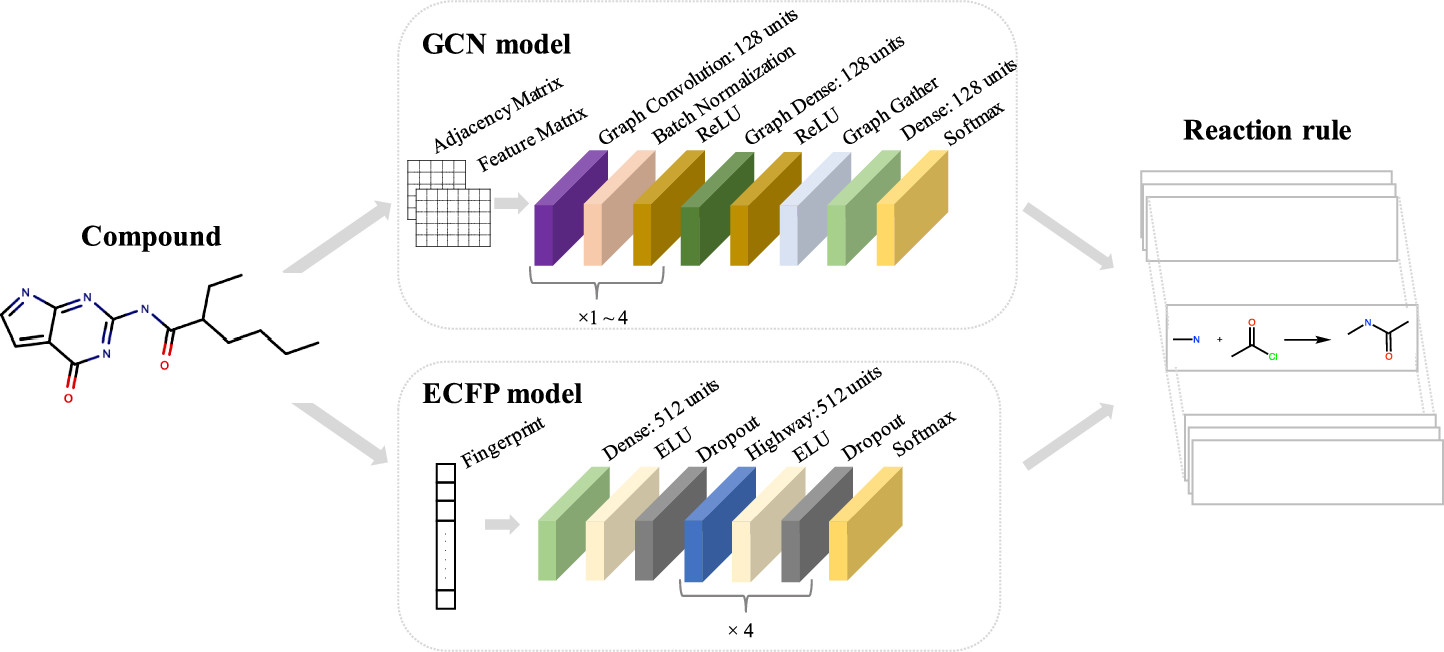 GCN model
Adjacency Matrix
Feature Matrix
Graph Convolution: 128 units
Batch Normalization
ReLU
Graph Dense: 128 units
ReLU
Graph Gather
Dense: 128 units
Softmax
×1 ~ 4
Compound
N
N
N
N
O
O
ECFP model
Fingerprint
Dense: 512 units
ELU
Dropout
Highway: 512 units
ELU
Dropout
Softmax
× 4
Reaction rule
N
+
O
Cl
N
O